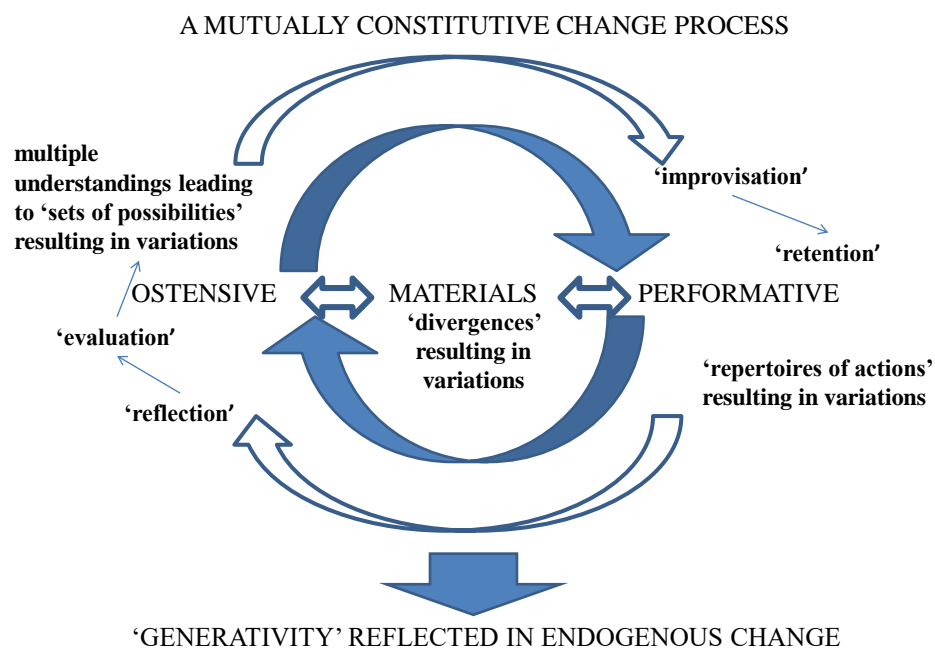 A MUTUALLY CONSTITUTIVE CHANGE PROCESS
multiple
understandings leading
to ‘sets of possibilities’
resulting in variations
‘improvisation’
‘retention’
OSTENSIVE
MATERIALS
PERFORMATIVE
‘divergences’
resulting in
variations
‘evaluation’
‘reflection’
‘repertoires of actions’
resulting in variations
‘GENERATIVITY’ REFLECTED IN ENDOGENOUS CHANGE